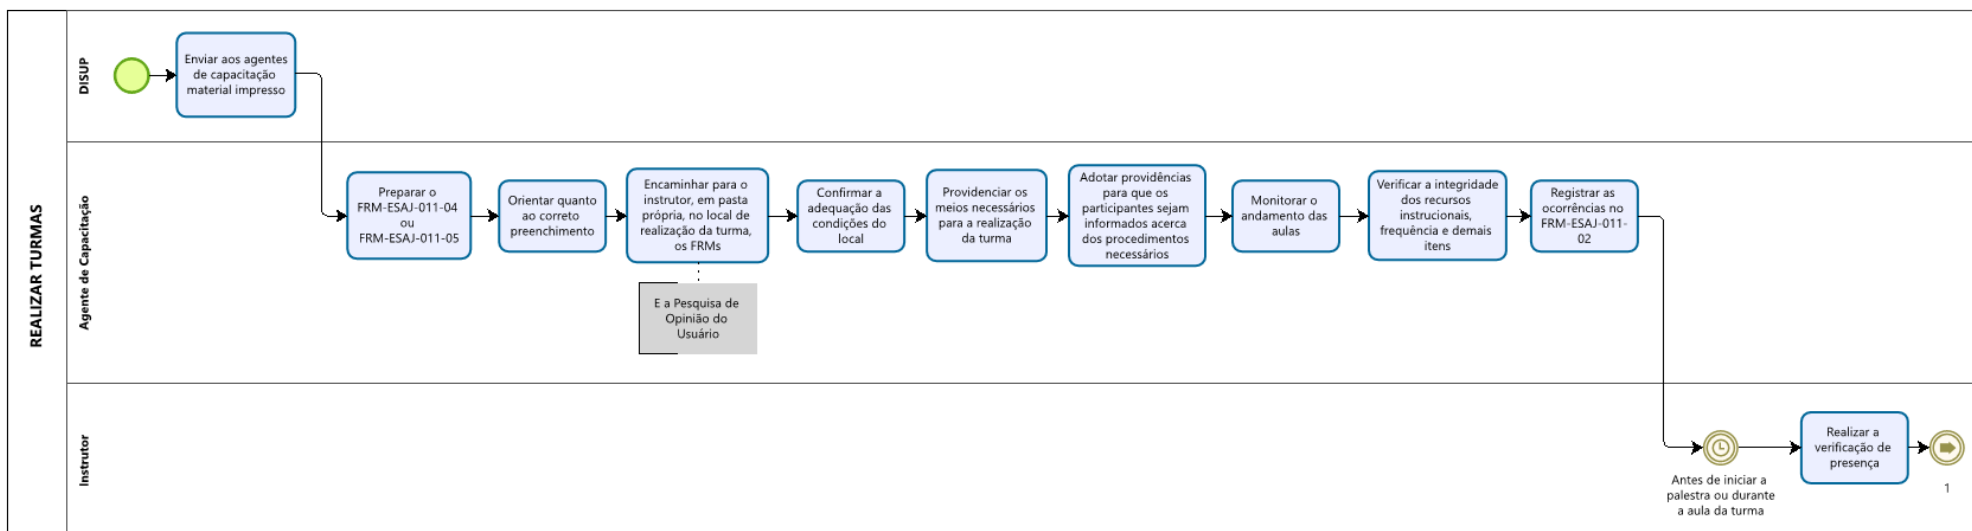 REALIZAR TURMAS
DISUP
Enviar aos agentes
de capacitação
material impresso
Agente de Capacitação
Preparar o
FRM-ESAJ-011-04
ou
FRM-ESAJ-011-05
Orientar quanto
ao correto
preenchimento
Encaminhar para o
instrutor, em pasta
própria, no local de
realização da turma,
os FRMs
E a Pesquisa de
Opinião do
Usuário
Confirmar a
adequação das
condições do
local
Providenciar os
meios necessários
para a realização
da turma
Adotar providências
para que os
participantes sejam
informados acerca
dos procedimentos
necessários
Monitorar o
andamento das
aulas
Verificar a integridade
dos recursos
instrucionais,
frequência e demais
itens
Registrar as
ocorrências no
FRM-ESAJ-011-
02
Instrutor
Antes de iniciar a
palestra ou durante
a aula da turma
Realizar a
verificação de
presença
1